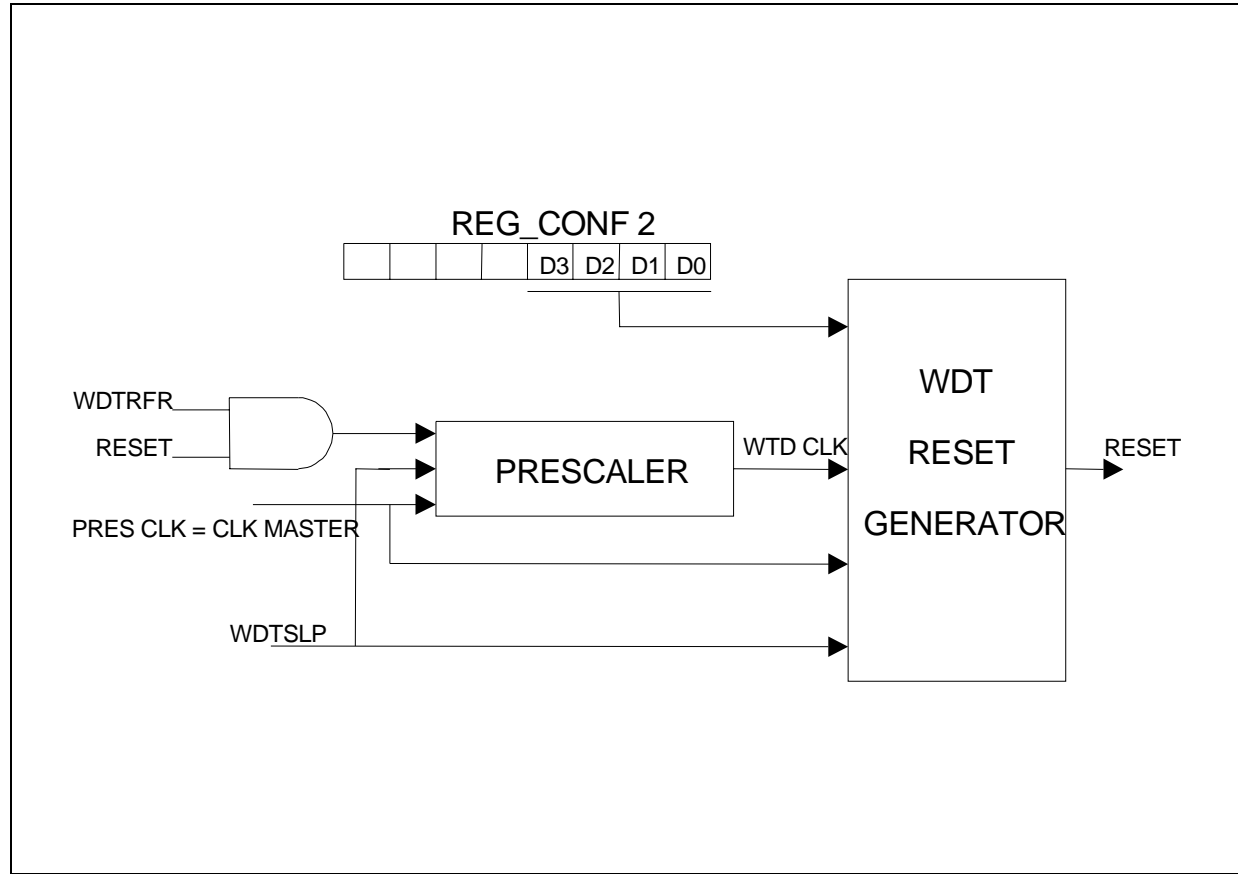 REG_CONF 2
D3 D2 D1 D0
WDTRFR
RESET
PRES CLK = CLK MASTER
WDTSLP
PRESCALER
WTD CLK
WDT
RESET
GENERATOR
RESET